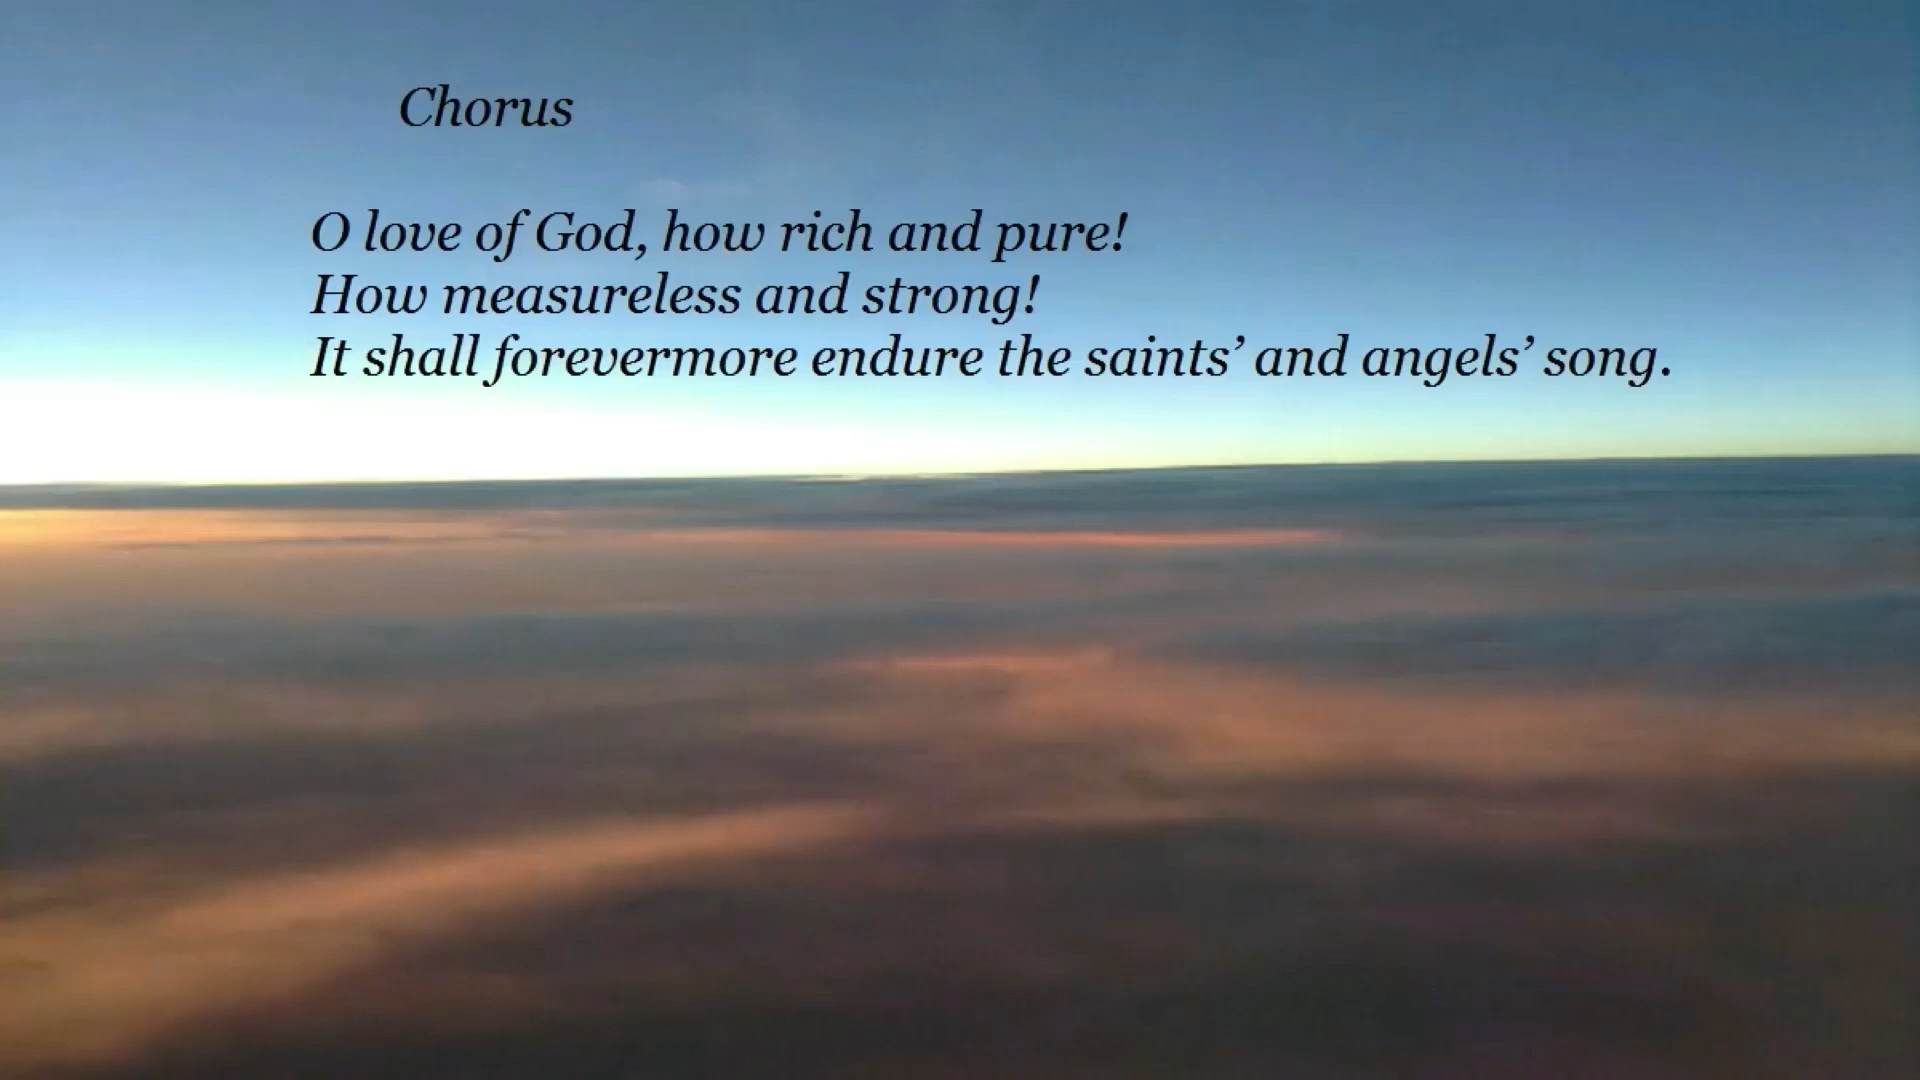 Chorus
O love of God, how rich and pure!
How measureless and strong!
It shall forevermore endure the saints’ and angels’ song.